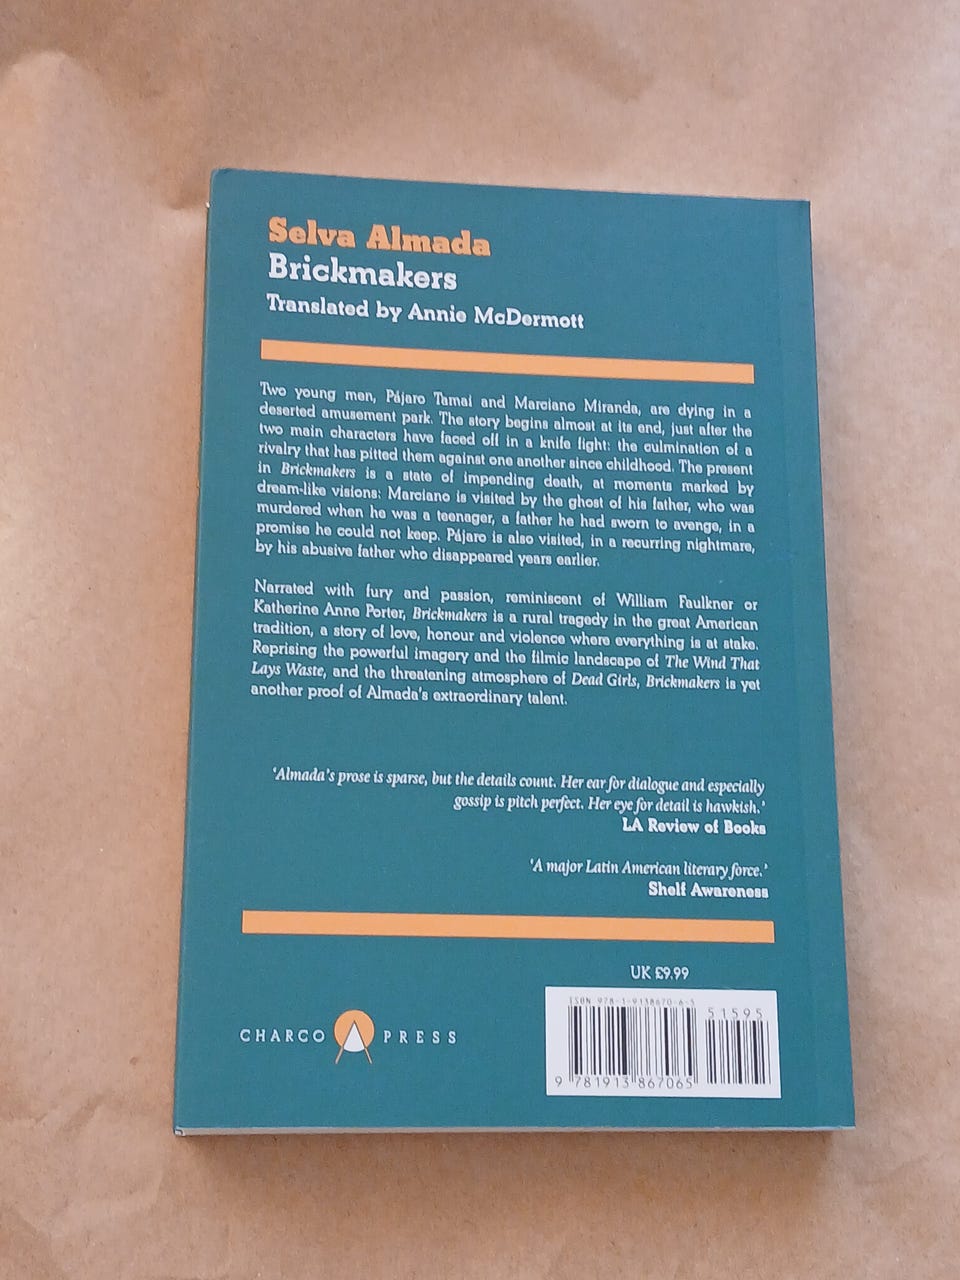 Selva Almada
Brickmakers
Translated by Annie McDermott
Two young men, Pájaro Tamai and Marciano Miranda, are dying in a
deserted amusement park. The story begins almost at its end, just after the
two main characters have faced off in a knife fight: the culmination of a
rivalry that has pitted them against one another since childhood. The present
in Brickmakers is a state of impending death, at moments marked by
dream-like visions: Marciano is visited by the ghost of his father, who was
murdered when he was a teenager, a father he had sworn to avenge, in a
promise he could not keep. Pájaro is also visited, in a recurring nightmare,
by his abusive father who disappeared years earlier.
Narrated with fury and passion, reminiscent of William Faulkner or
Katherine Anne Porter, Brickmakers is a rural tragedy in the great American
tradition, a story of love, honour and violence where everything is at stake.
Reprising the powerful imagery and the filmic landscape of The Wind That
Lays Waste, and the threatening atmosphere of Dead Girls, Brickmakers is yet
another proof of Almada's extraordinary talent.
'Almada's prose is sparse, but the details count. Her ear for dialogue and especially
gossip is pitch perfect. Her eye for detail is hawkish.'
LA Review of Books
'A major Latin American literary force.'
Shelf Awareness
UK £9.99
ISBN 978-1-9138670-6-5
51595
9 781913 867065
CHARCO PRESS